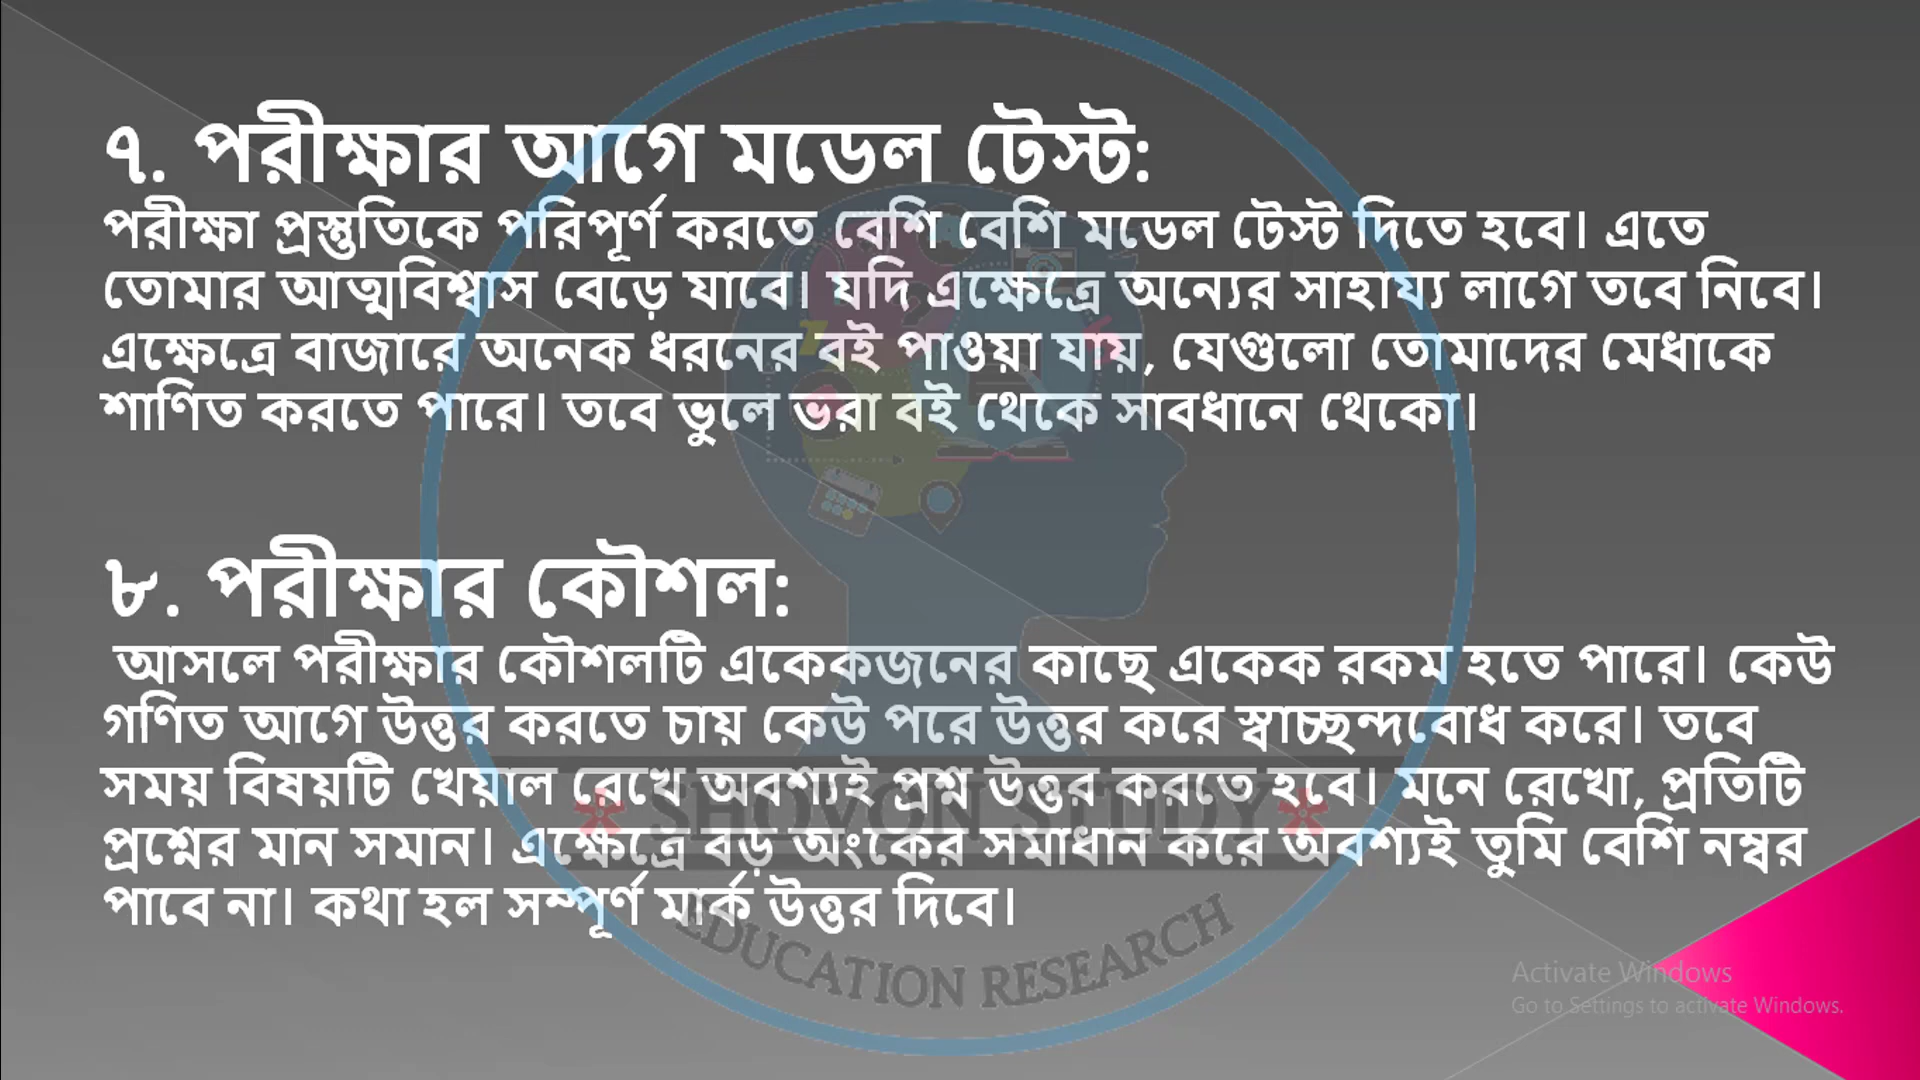 ৭. পরীক্ষার আগে মডেল টেস্ট:
পরীক্ষা প্রস্তুতিকে পরিপূর্ণ করতে বেশি বেশি মডেল টেস্ট দিতে হবে। এতে
তোমার আত্মবিশ্বাস বেড়ে যাবে। যদি এক্ষেত্রে অন্যের সাহায্য লাগে তবে নিবে।
এক্ষেত্রে বাজারে অনেক ধরনের বই পাওয়া যায়, যেগুলো তোমাদের মেধাকে
শাণিত করতে পারে। তবে ভুলে ভরা বই থেকে সাবধানে থেকো।
৮. পরীক্ষার কৌশল:
আসলে পরীক্ষার কৌশলটি একেকজনের কাছে একেক রকম হতে পারে। কেউ
গণিত আগে উত্তর করতে চায় কেউ পরে উত্তর করে স্বাচ্ছন্দবোধ করে। তবে
সময় বিষয়টি খেয়াল রেখে অবশ্যই প্রশ্ন উত্তর করতে হবে। মনে রেখো, প্রতিটি
প্রশ্নের মান সমান। এক্ষেত্রে বড় অংকের সমাধান করে অবশ্যই তুমি বেশি নম্বর
পাবে না। কথা হল সম্পূর্ণ মার্ক উত্তর দিবে।
* SHOVON STUDY *
EDUCATION RESEARCH
Activate Windows
Go to Settings to activate Windows.